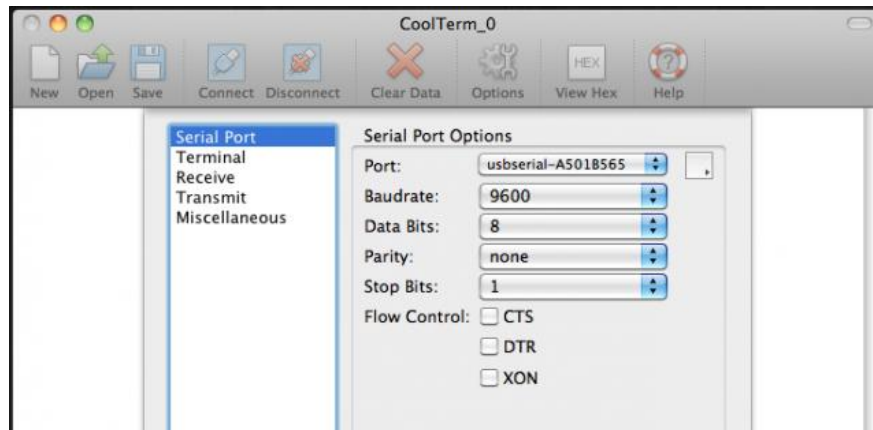 CoolTerm_0
New Open Save Connect Disconnect Clear Data Options HEX View Hex Help
Serial Port
Terminal
Receive
Transmit
Miscellaneous
Serial Port Options
Port: usbserial-A501B565
Baudrate: 9600
Data Bits: 8
Parity: none
Stop Bits: 1
Flow Control: CTS
DTR
XON